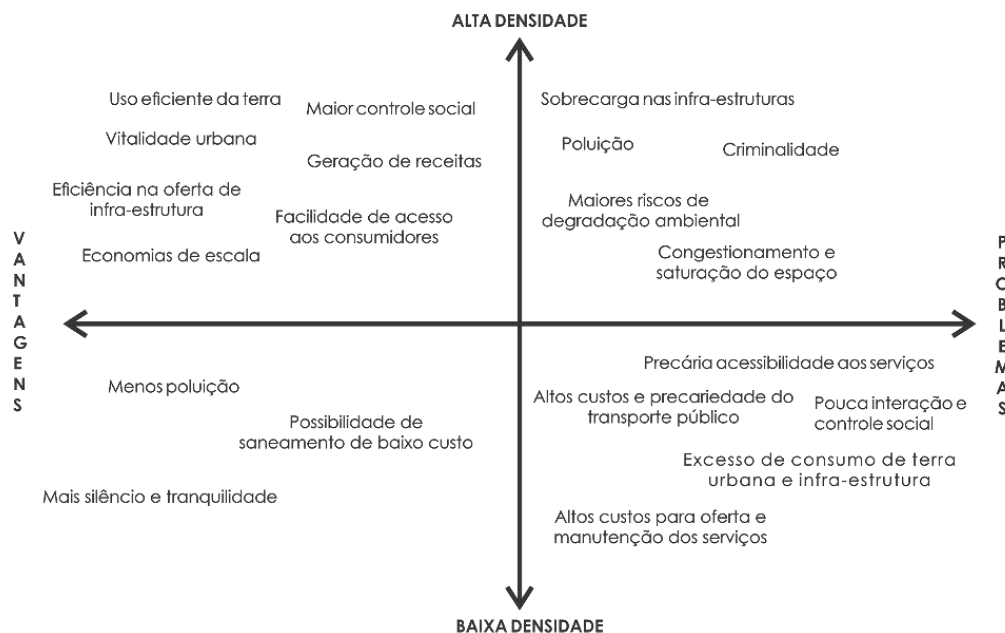 ALTA DENSIDADE
Uso eficiente da terra
Maior controle social
Vitalidade urbana
Geração de receitas
Eficiência na oferta de
infra-estrutura
Facilidade de acesso
aos consumidores
Economias de escala
Sobrecarga nas infra-estruturas
Poluição
Criminalidade
Maiores riscos de
degradação ambiental
Congestionamento e
saturação do espaço
VANTAGENS
PROBLEMAS
Menos poluição
Possibilidade de
saneamento de baixo custo
Mais silêncio e tranquilidade
Precária acessibilidade aos serviços
Altos custos e precariedade do
transporte público
Pouca interação e
controle social
Excesso de consumo de terra
urbana e infra-estrutura
Altos custos para oferta e
manutenção dos serviços
BAIXA DENSIDADE